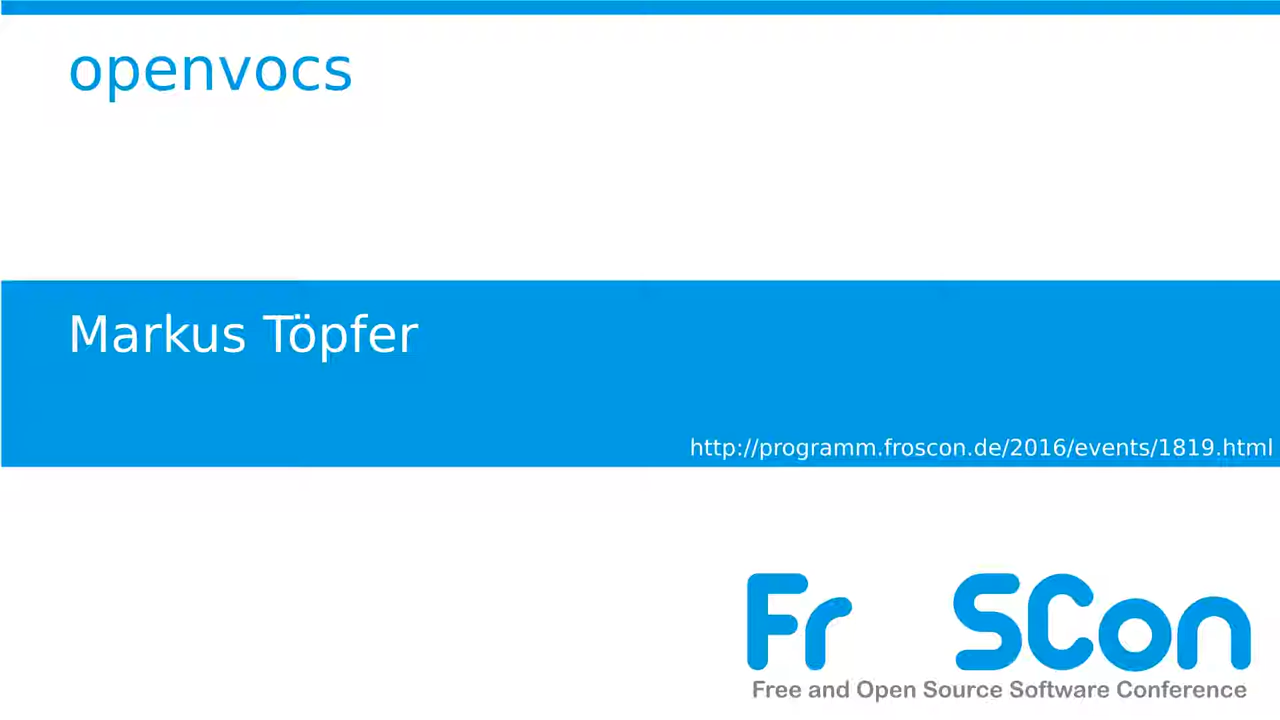 openvocs
Markus Töpfer
http://programm.froscon.de/2016/events/1819.html
Fr SCon
Free and Open Source Software Conference